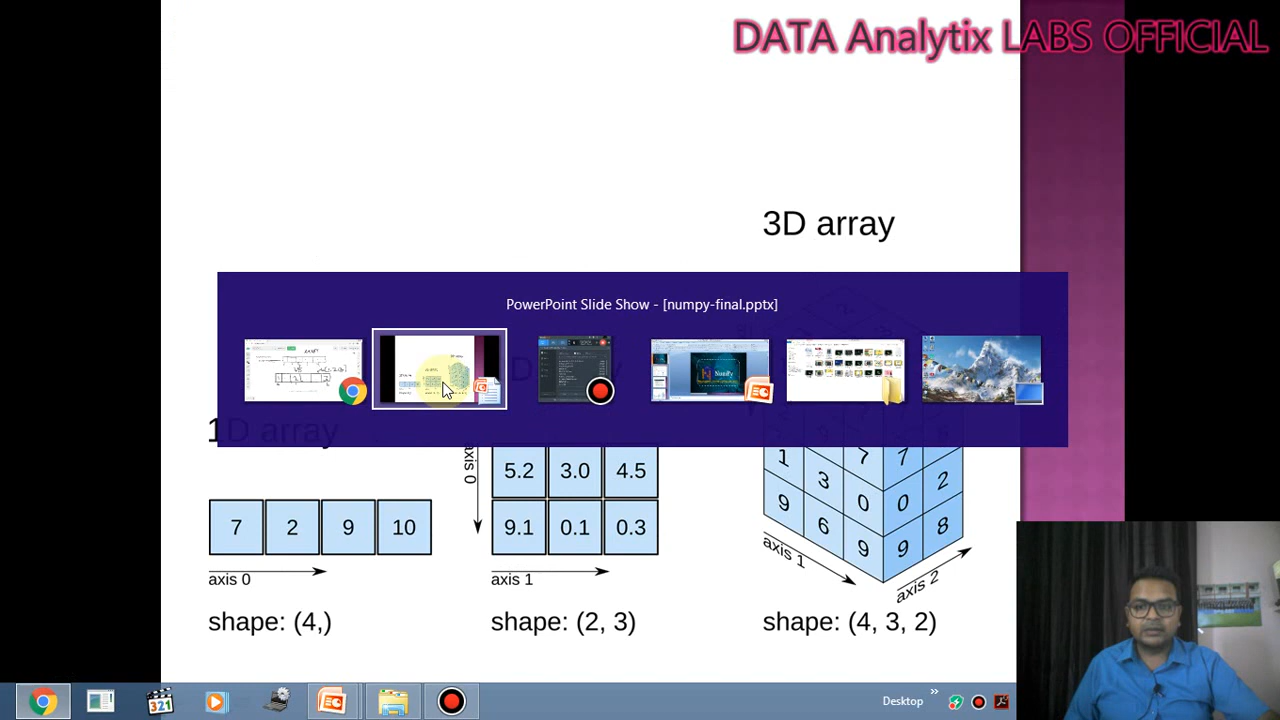 DATA Analytix LABS OFFICIAL
3D array
PowerPoint Slide Show - [numpy-final.pptx]
NumPy
1D array
axis 0
5.2 3.0 4.5
9.1 0.1 0.3
7 2 9 10
1 3 7 7 2
9 6 0 0 8
9 9
axis 0
axis 1
axis 1
axis 2
shape: (4,)
shape: (2, 3)
shape: (4, 3, 2)
321
Desktop